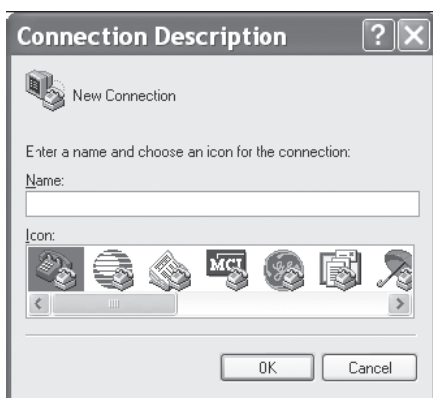 Connection Description
New Connection
Enter a name and choose an icon for the connection:
Name:
Icon:
MCI
OK
Cancel